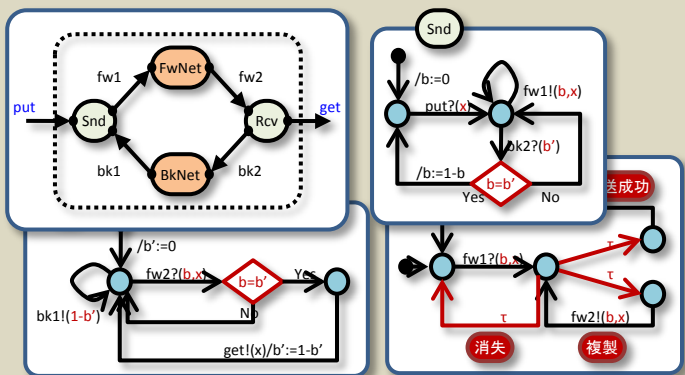 FwNet
fw1
fw2
put
Snd
Rcv
get
bk1
bk2
BkNet
Snd
/b:=0
fw1!(b,x)
put?(x)
bk2?(b’)
/b:=1-b
b=b’
Yes
No
/b’:=0
fw2?(b,x)
b=b’
Yes
No
bk1!(1-b’)
get!(x)/b’:=1-b’
送成功
fw1?(b,x)
τ
τ
τ
fw2!(b,x)
消失
複製